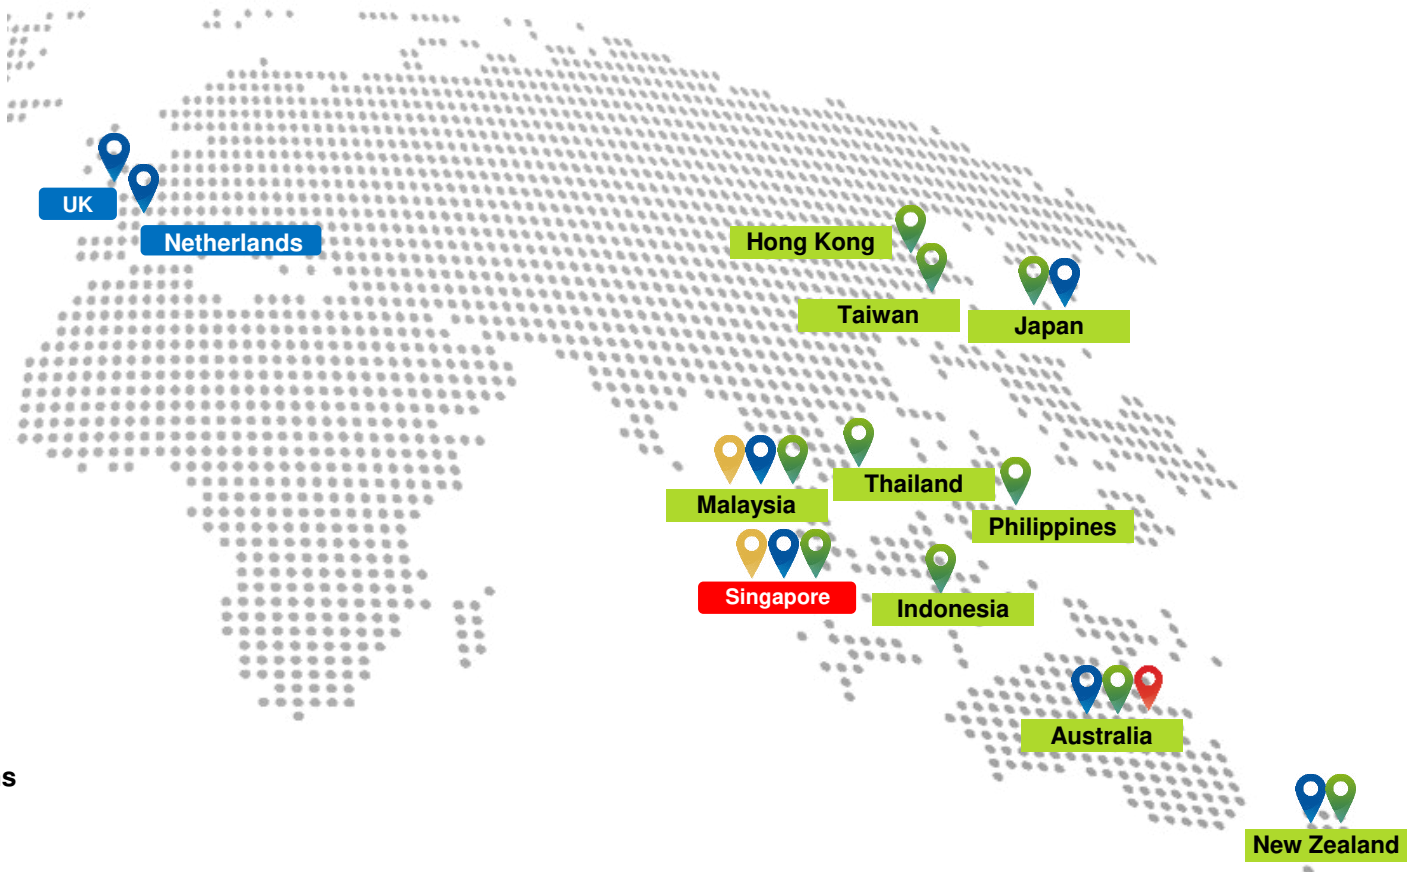 UK
Netherlands
Hong Kong
Taiwan
Japan
Thailand
Malaysia
Philippines
Singapore
Indonesia
Australia
s
New Zealand